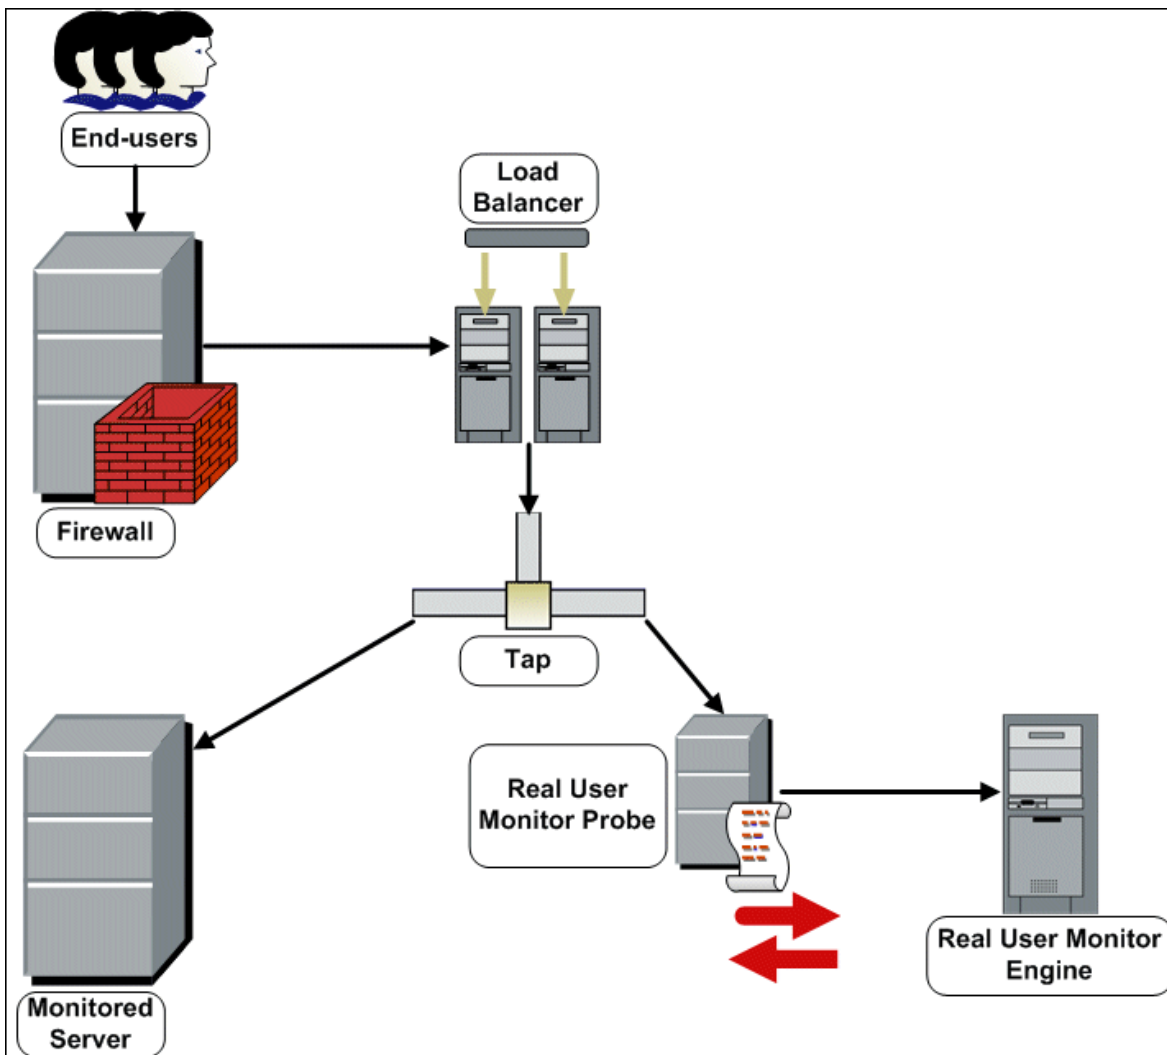 End-users
Load
Balancer
Firewall
Tap
Real User
Monitor Probe
Real User Monitor
Engine
Monitored
Server